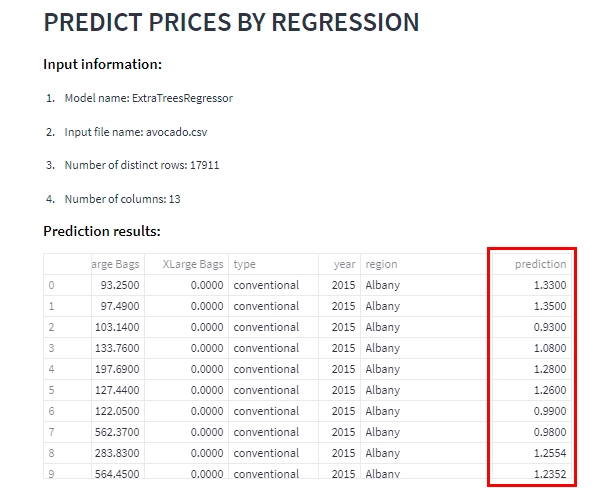 PREDICT PRICES BY REGRESSION
Input information:
1. Model name: ExtraTreesRegressor
2. Input file name: avocado.csv
3. Number of distinct rows: 17911
4. Number of columns: 13
Prediction results:
arge Bags XLarge Bags type year region prediction
0 93.2500 0.0000 conventional 2015 Albany 1.3300
1 97.4900 0.0000 conventional 2015 Albany 1.3500
2 103.1400 0.0000 conventional 2015 Albany 0.9300
3 133.7600 0.0000 conventional 2015 Albany 1.0800
4 197.6900 0.0000 conventional 2015 Albany 1.2800
5 127.4400 0.0000 conventional 2015 Albany 1.2600
6 122.0500 0.0000 conventional 2015 Albany 0.9900
7 562.3700 0.0000 conventional 2015 Albany 0.9800
8 283.8300 0.0000 conventional 2015 Albany 1.2554
9 564.4500 0.0000 conventional 2015 Albany 1.2352